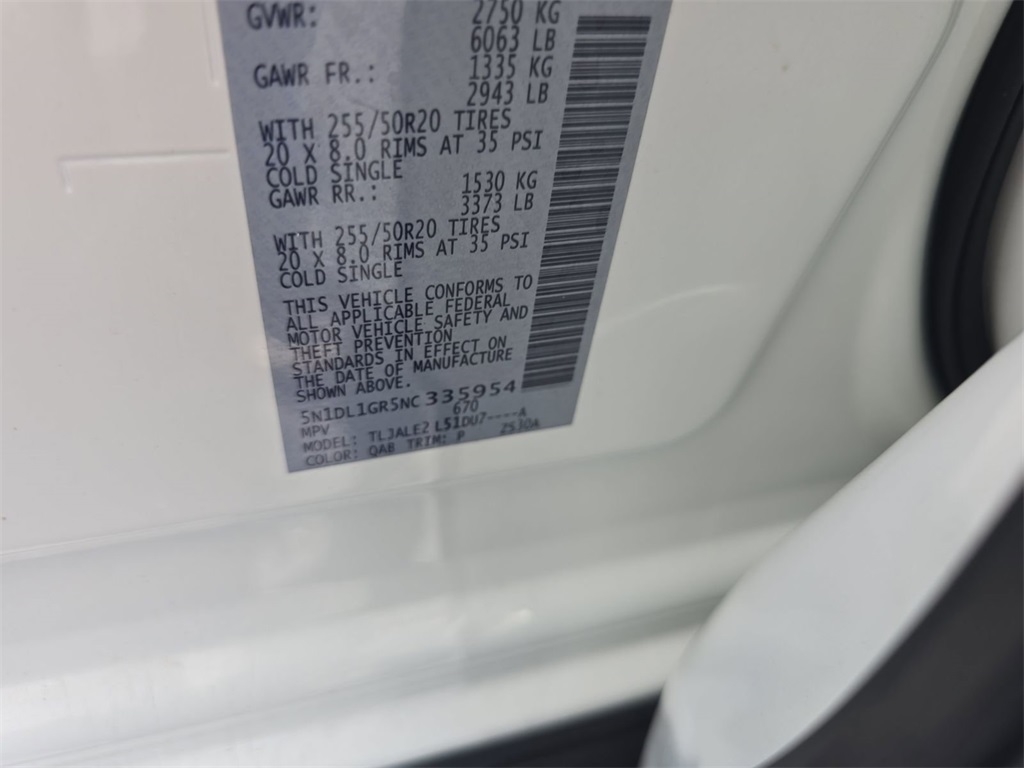 GVWR: 2750 KG
6063 LB
GAWR FR.: 1335 KG
2943 LB
WITH 255/50R20 TIRES
20 X 8.0 RIMS AT 35 PSI
COLD SINGLE
GAWR RR.: 1530 KG
3373 LB
WITH 255/50R20 TIRES
20 X 8.0 RIMS AT 35 PSI
COLD SINGLE
THIS VEHICLE CONFORMS TO
ALL APPLICABLE FEDERAL
MOTOR VEHICLE SAFETY AND
THEFT PREVENTION
STANDARDS IN EFFECT ON
THE DATE OF MANUFACTURE
SHOWN ABOVE.
5N1DL1GR5NC 335954
MPV 670
MODEL: TLJALE2 L51DU7----A
COLOR: QAB TRIM: P 2530A